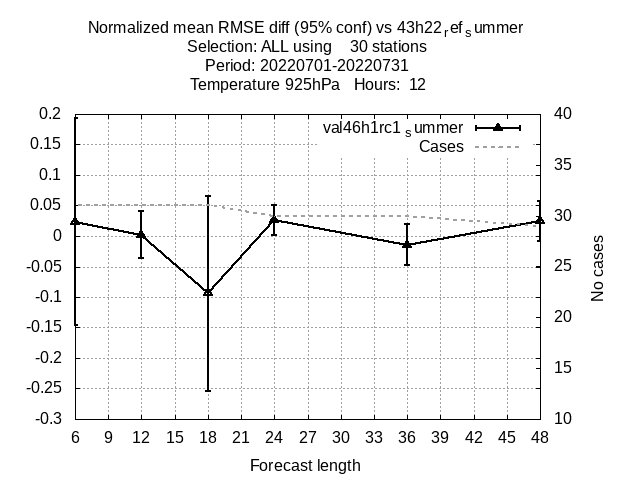 Normalized mean RMSE diff (95% conf) vs 43h22refsummer
Selection: ALL using 30 stations
Period: 20220701-20220731
Temperature 925hPa Hours: 12
val46h1rc1summer
Cases
0.2
0.15
0.1
0.05
0
-0.05
-0.1
-0.15
-0.2
-0.25
-0.3
40
35
30
25
20
15
10
No cases
6 9 12 15 18 21 24 27 30 33 36 39 42 45 48
Forecast length